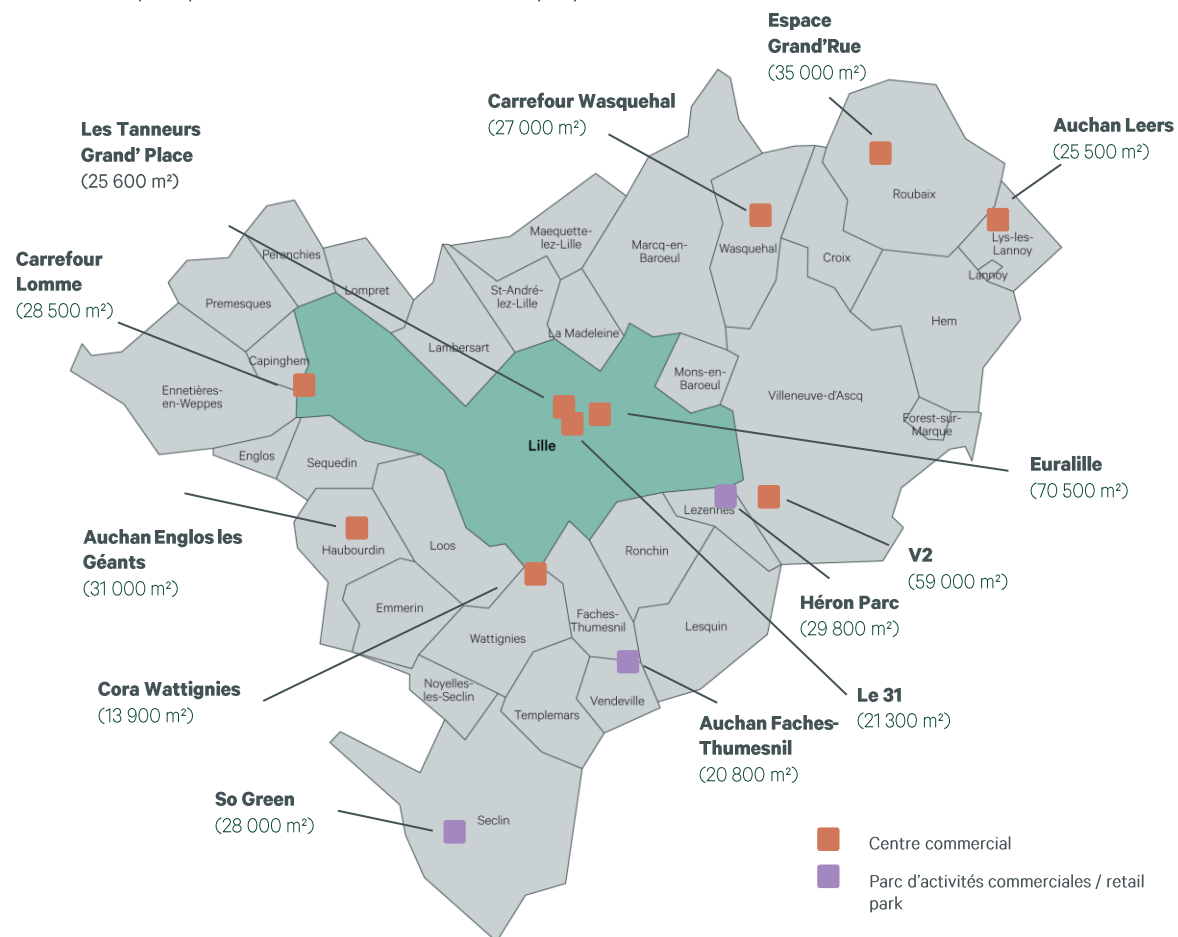 Espace
Grand'Rue
(35 000 m²)
Carrefour Wasquehal
(27 000 m²)
Auchan Leers
(25 500 m²)
Les Tanneurs
Grand' Place
(25 600 m²)
Carrefour
Lomme
(28 500 m²)
Roubaix
Maequette-
lez-Lille
Marcq-en-
Baroeul
Wasquehal
Croix
Lys-les-
Lannoy
Lannoy
Perenchies
Lompret
Premesques
St-André-
lez-Lille
Hem
La Madeleine
Lambersart
Capinghem
Ennetières-
en-Weppes
Mons-en-
Baroeul
Villeneuve-d'Ascq
Forest-sur-
Marque
Lille
Englos
Sequedin
Euralille
(70 500 m²)
Lezennes
Auchan Englos les
Géants
(31 000 m²)
Haubourdin
Loos
Ronchin
V2
(59 000 m²)
Héron Parc
(29 800 m²)
Emmerin
Faches-
Thumesnil
Lesquin
Wattignies
Cora Wattignies
(13 900 m²)
Noyelles-
les-Seclin
Templemars
Vendeville
Le 31
(21 300 m²)
Auchan Faches-
Thumesnil
(20 800 m²)
So Green
(28 000 m²)
Seclin
Centre commercial
Parc d'activités commerciales / retail
park